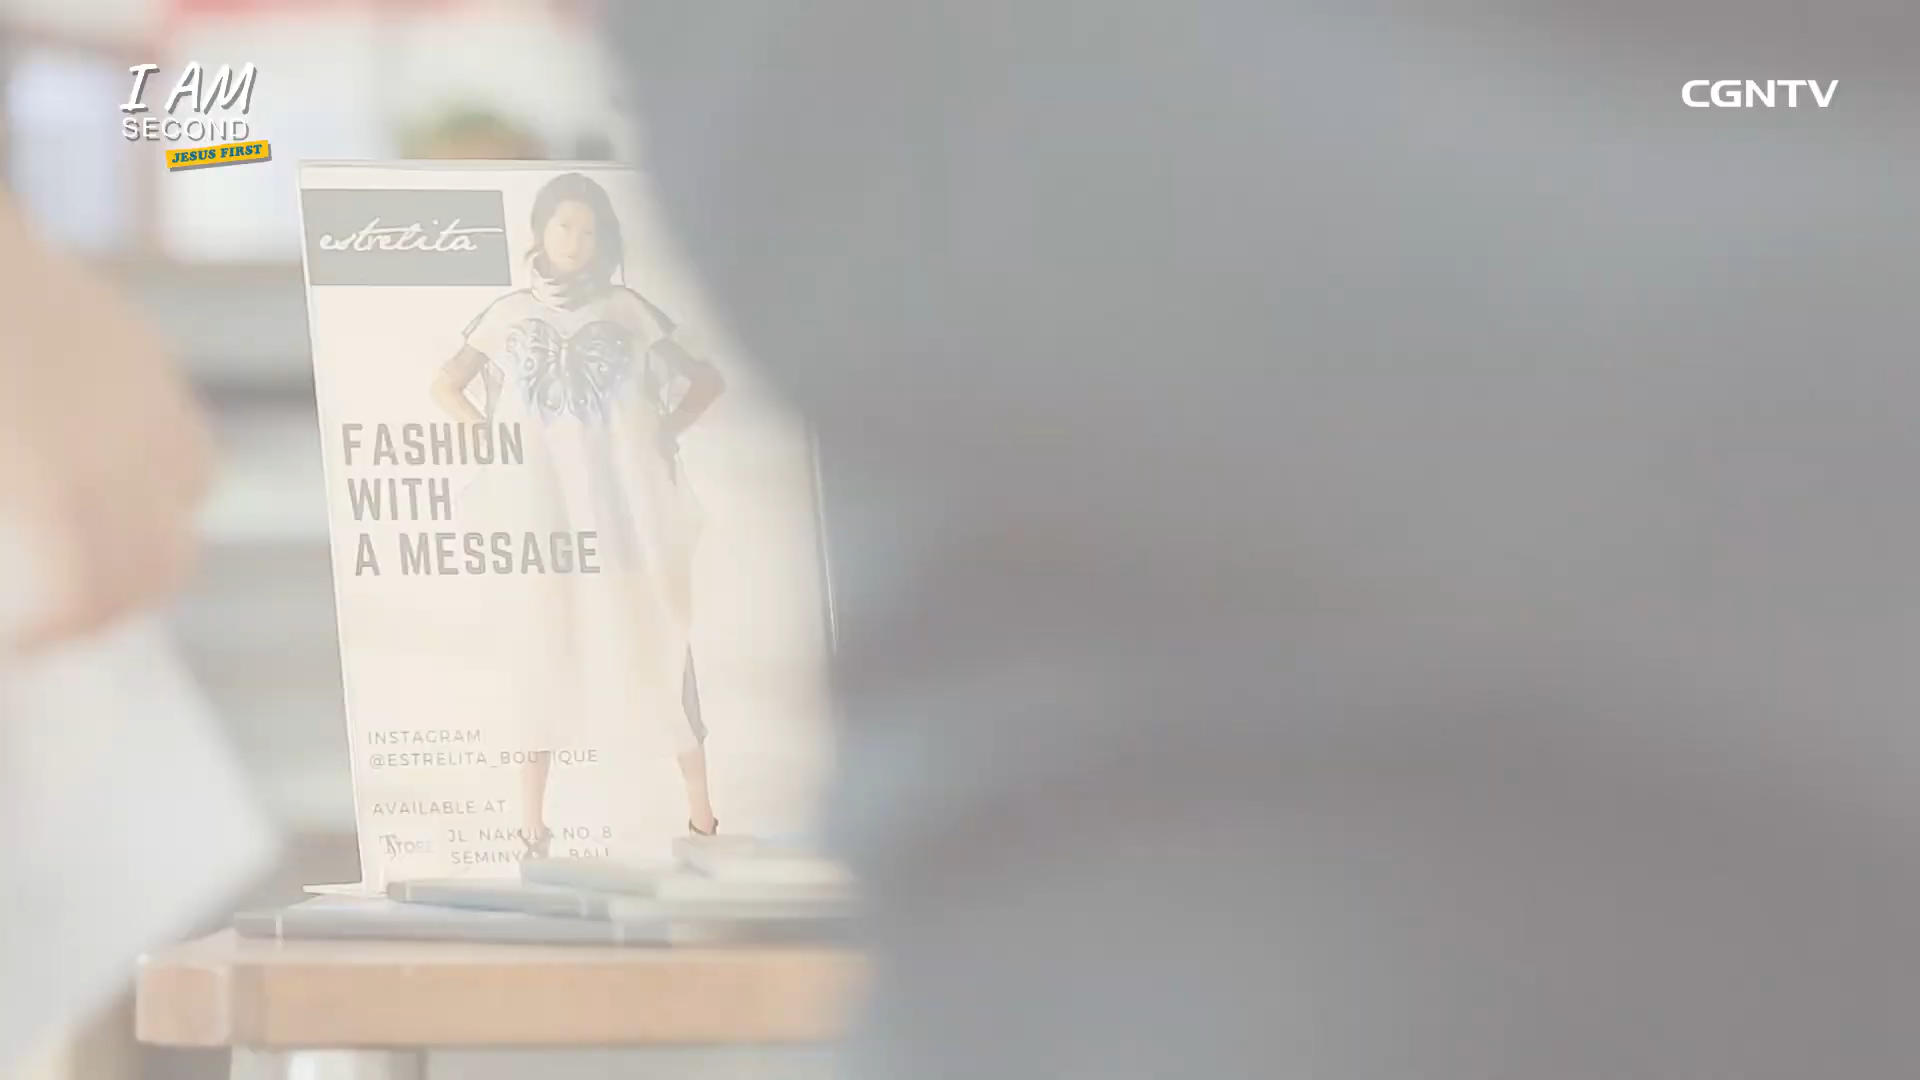 I AM
SECOND
JESUS FIRST
CGNTV
estrelita
FASHION
WITH
A MESSAGE
INSTAGRAM:
@ESTRELITA_BOUTIQUE
AVAILABLE AT
JL. NAKULA NO. 8
BALI